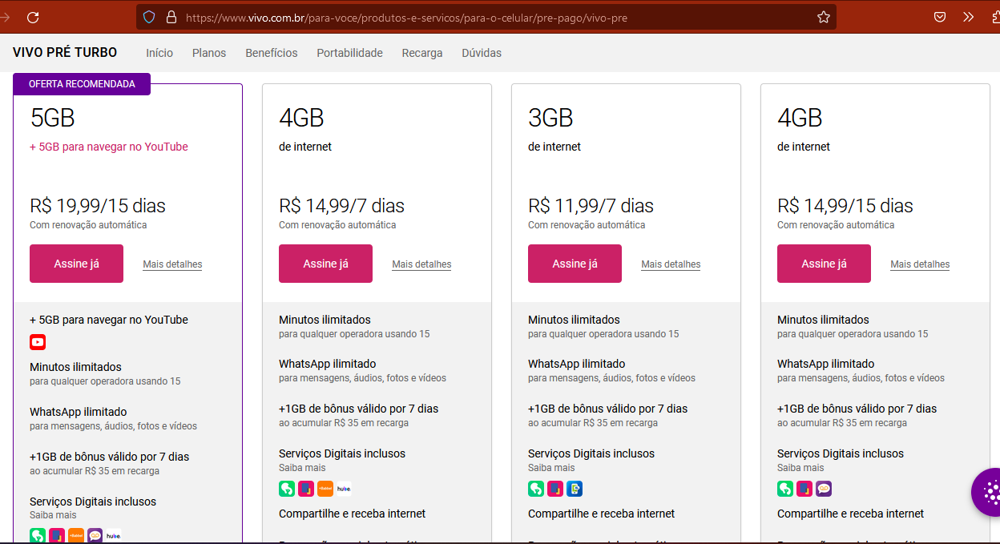 https://www.vivo.com.br/para-voce/produtos-e-servicos/para-o-celular/pre-pago/vivo-pre
VIVO PRÉ TURBO
Início
Planos
Benefícios
Portabilidade
Recarga
Dúvidas
OFERTA RECOMENDADA
5GB
+ 5GB para navegar no YouTube
R$ 19,99/15 dias
Com renovação automática
Assine já
Mais detalhes
+ 5GB para navegar no YouTube
Minutos ilimitados
para qualquer operadora usando 15
WhatsApp ilimitado
para mensagens, áudios, fotos e vídeos
+1GB de bônus válido por 7 dias
ao acumular R$ 35 em recarga
Serviços Digitais inclusos
Saiba mais
4GB
de internet
R$ 14,99/7 dias
Com renovação automática
Assine já
Mais detalhes
Minutos ilimitados
para qualquer operadora usando 15
WhatsApp ilimitado
para mensagens, áudios, fotos e vídeos
+1GB de bônus válido por 7 dias
ao acumular R$ 35 em recarga
Serviços Digitais inclusos
Saiba mais
Compartilhe e receba internet
3GB
de internet
R$ 11,99/7 dias
Com renovação automática
Assine já
Mais detalhes
Minutos ilimitados
para qualquer operadora usando 15
WhatsApp ilimitado
para mensagens, áudios, fotos e vídeos
+1GB de bônus válido por 7 dias
ao acumular R$ 35 em recarga
Serviços Digitais inclusos
Saiba mais
Compartilhe e receba internet
4GB
de internet
R$ 14,99/15 dias
Com renovação automática
Assine já
Mais detalhes
Minutos ilimitados
para qualquer operadora usando 15
WhatsApp ilimitado
para mensagens, áudios, fotos e vídeos
+1GB de bônus válido por 7 dias
ao acumular R$ 35 em recarga
Serviços Digitais inclusos
Saiba mais
Compartilhe e receba internet